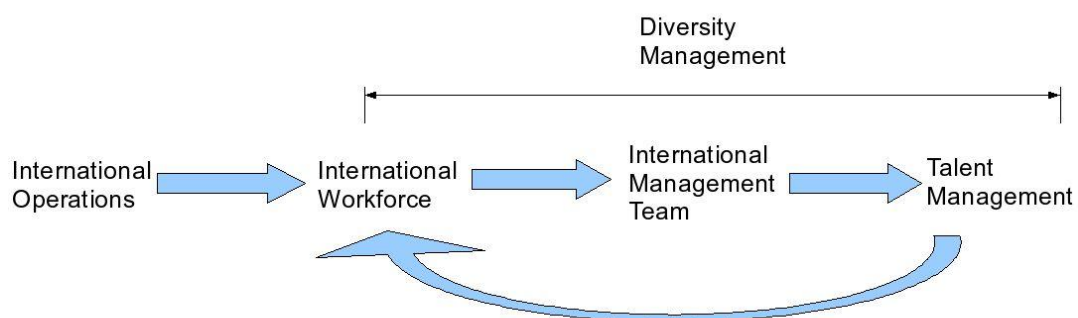 Diversity
Management
International
Operations
International
Workforce
International
Management
Team
Talent
Management